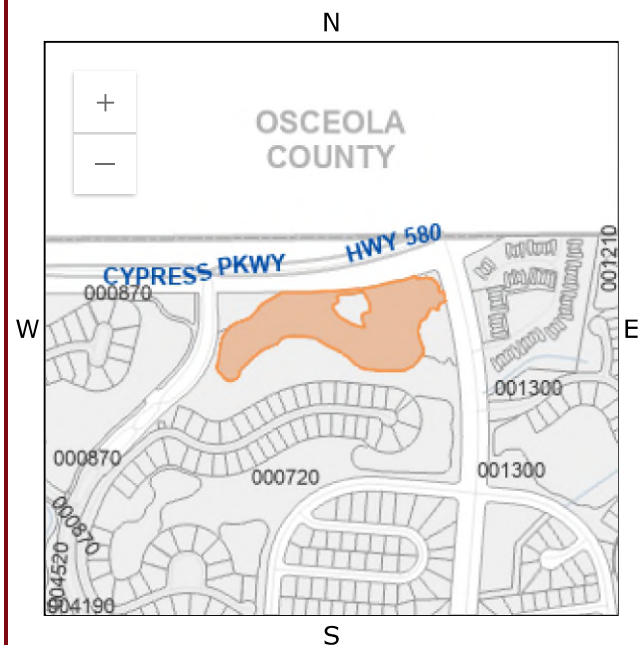 N
+
−
OSCEOLA
COUNTY
HWY 580
CYPRESS PKWY
000870
001210
W
E
001300
000870
000720
001300
000870
004520
004190
S